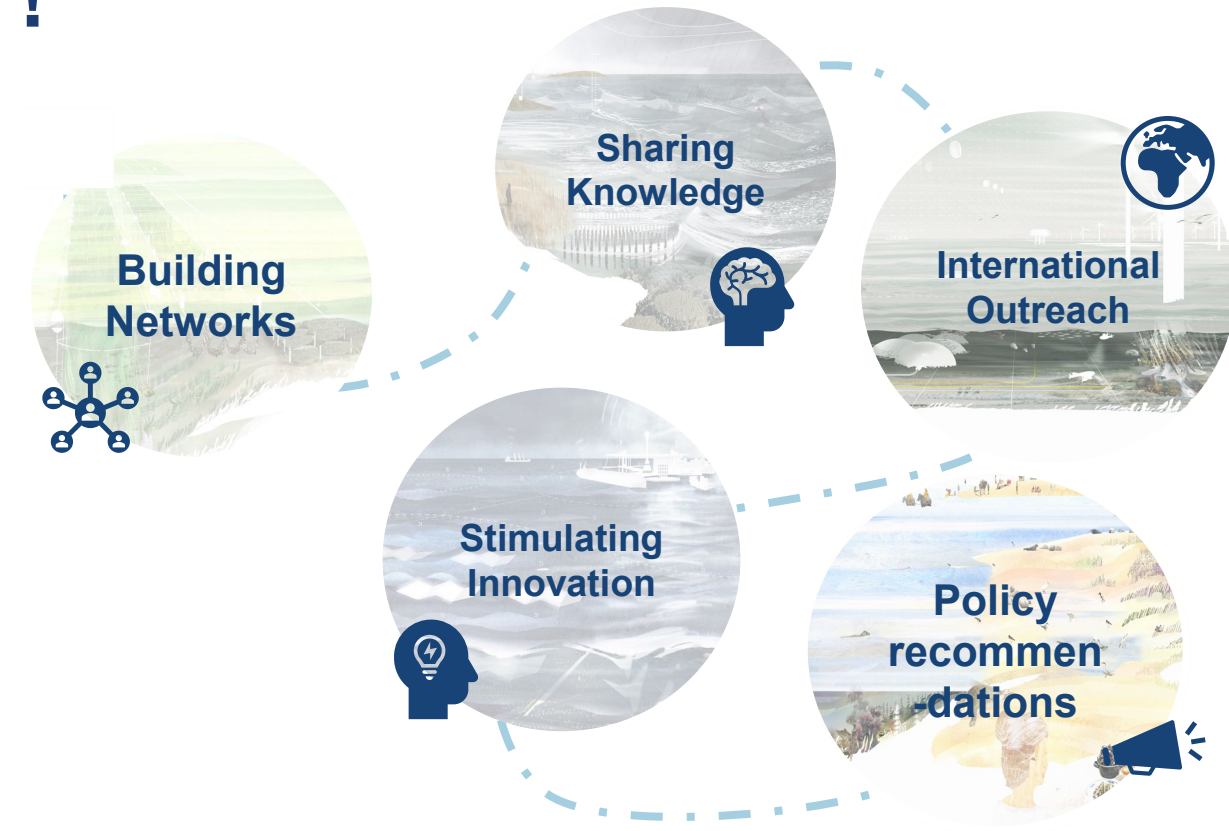 !
Building
Networks
Sharing
Knowledge
International
Outreach
Stimulating
Innovation
Policy
recommen
-dations